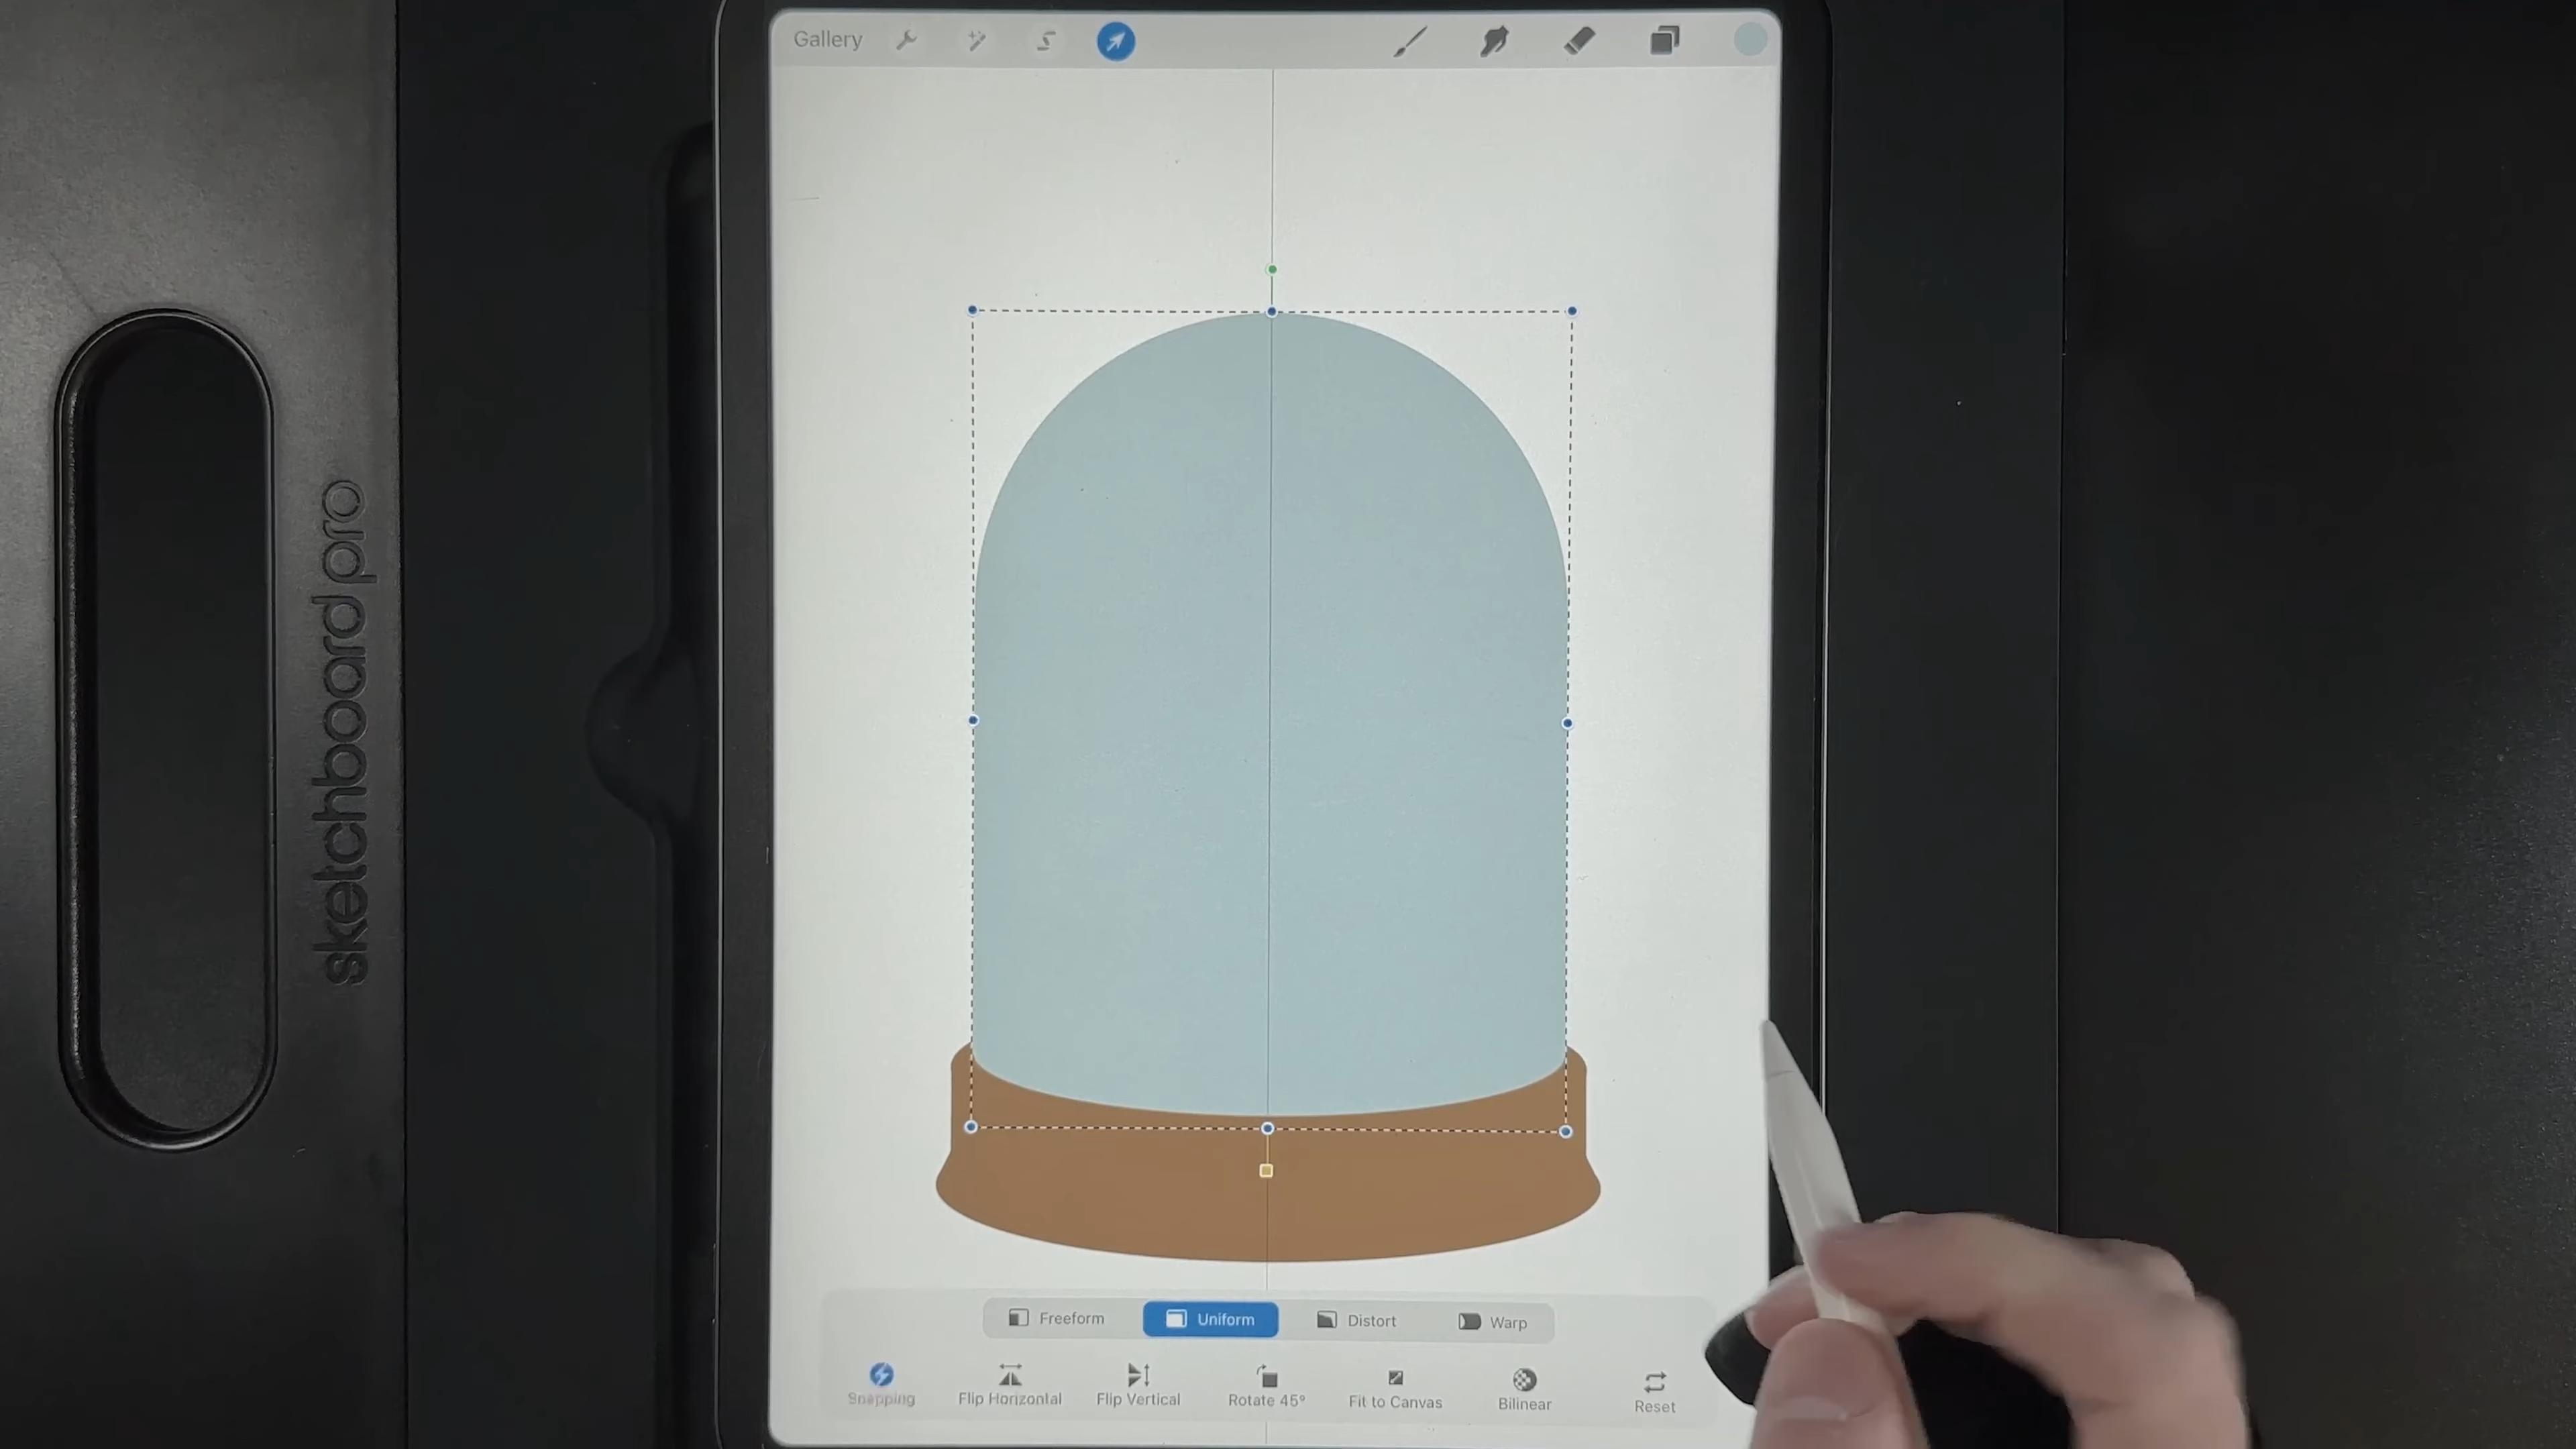 Gallery
sketchboard pro
Freeform
Uniform
Distort
Warp
Snapping
Flip Horizontal
Flip Vertical
Rotate 45°
Fit to Canvas
Bilinear
Reset